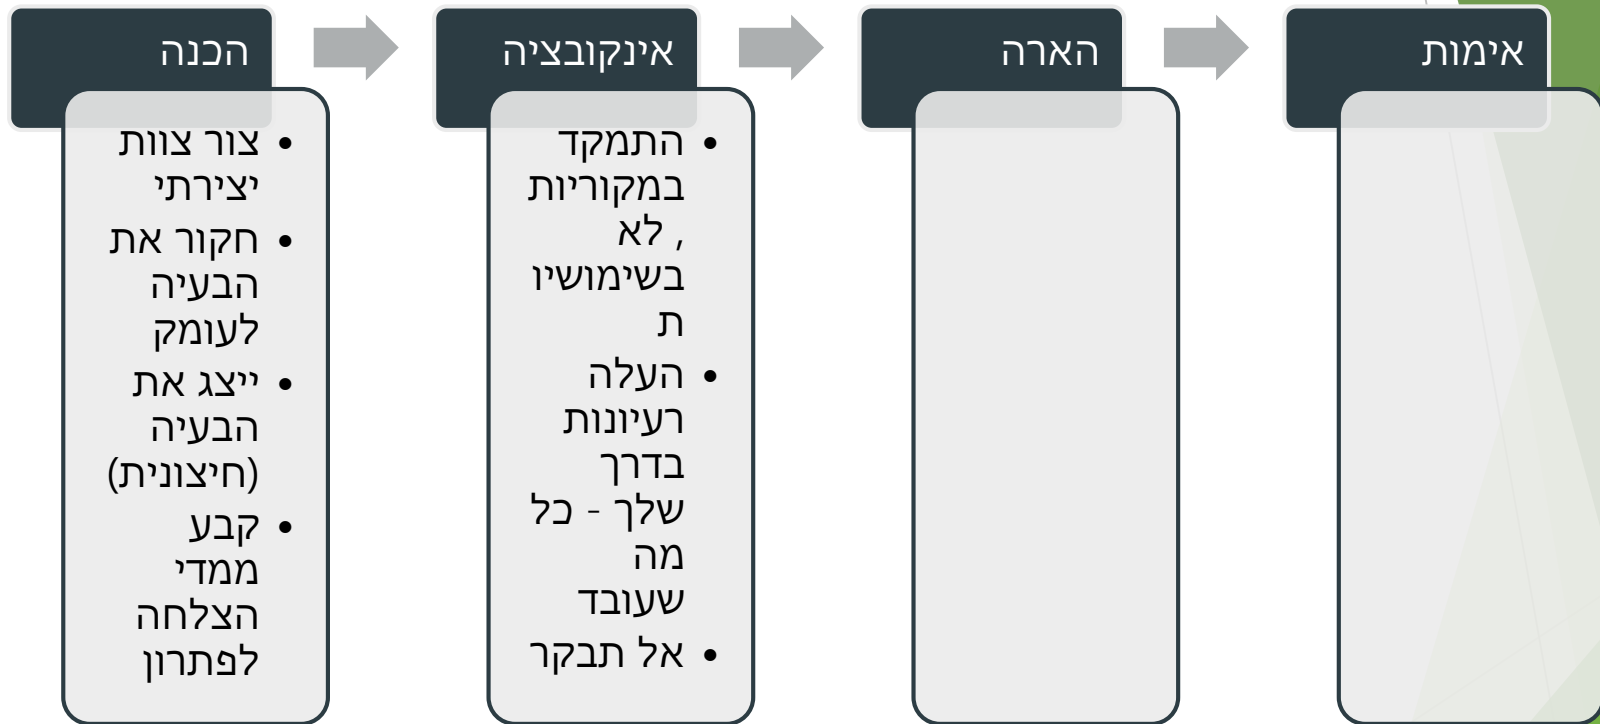 הכנה
• צור צוות
יצירתי
• חקור את
הבעיה
לעומק
• ייצג את
הבעיה
(חיצונית)
• קבע
ממדי
הצלחה
לפתרון
אינקובציה
• התמקד
במקוריות
, לא
בשימושיו
ת
• העלה
רעיונות
בדרך
שלך - כל
מה
שעובד
• אל תבקר
הארה
אימות